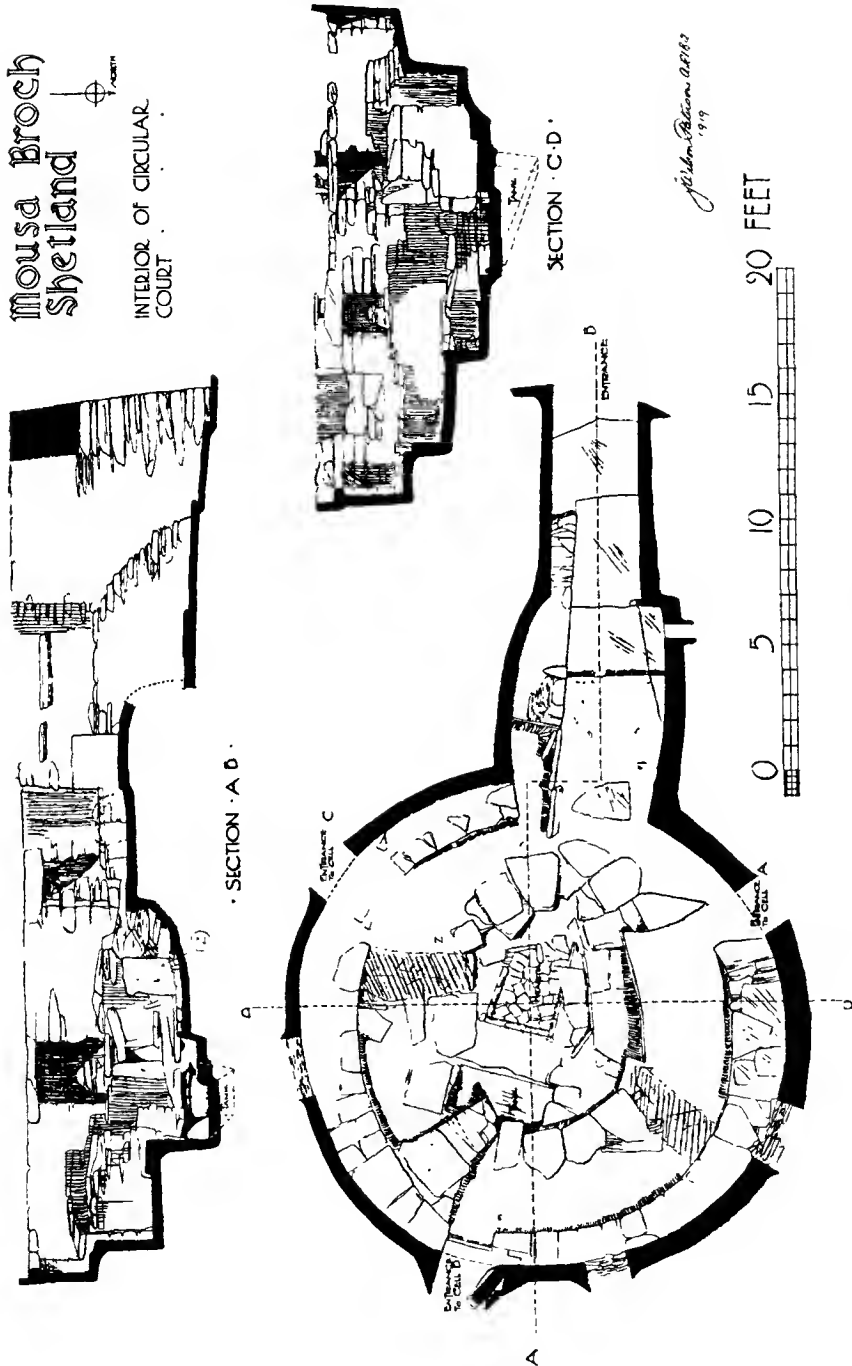 Mousa Broch
Shetland
NORTH
INTERIOR OF CIRCULAR
COURT.
· SECTION · A B ·
SECTION · C·D ·
TANK
ENTRANCE C
TO CELL
ENTRANCE A
TO CELL
ENTRANCE
TO CELL B
ENTRANCE
A
B
C
D
0 5 10 15 20 FEET
1919